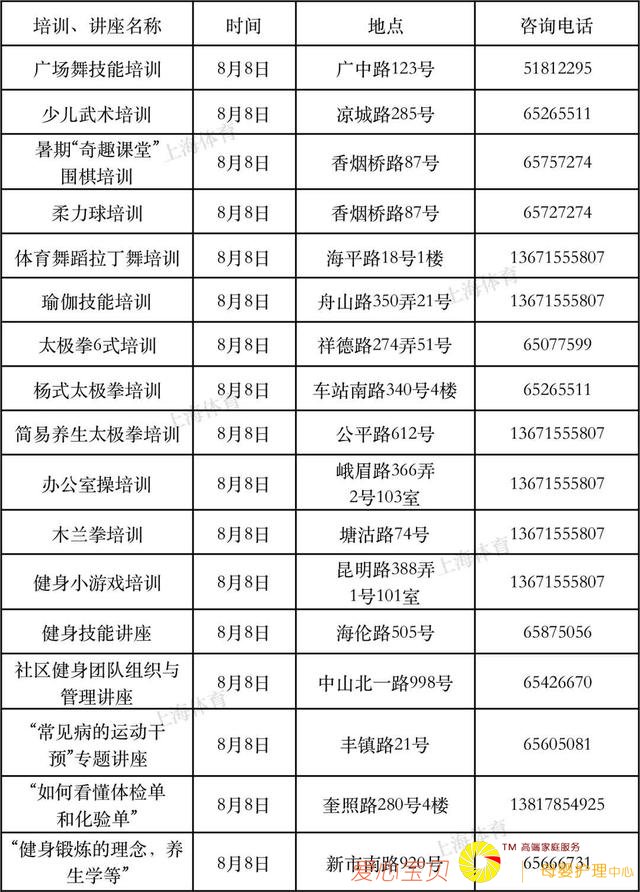 培训、讲座名称 时间 地点 咨询电话
广场舞技能培训 8月8日 广中路123号 51812295
少儿武术培训 8月8日 凉城路285号 65265511
暑期“奇趣课堂”
围棋培训 8月8日 香烟桥路87号 65757274
柔力球培训 8月8日 香烟桥路87号 65727274
体育舞蹈拉丁舞培训 8月8日 海平路18号1楼 13671555807
瑜伽技能培训 8月8日 舟山路350弄21号 13671555807
太极拳6式培训 8月8日 祥德路274弄51号 65077599
杨式太极拳培训 8月8日 车站南路340号4楼 65265511
简易养生太极拳培训 8月8日 公平路612号 13671555807
办公室操培训 8月8日 峨眉路366弄
2号103室 13671555807
木兰拳培训 8月8日 塘沽路74号 13671555807
健身小游戏培训 8月8日 昆明路388弄
1号101室 13671555807
健身技能讲座 8月8日 海伦路505号 65875056
社区健身团队组织与
管理讲座 8月8日 中山北一路998号 65426670
“常见病的运动干
预”专题讲座 8月8日 丰镇路21号 65605081
“如何看懂体检单
和化验单” 8月8日 奎照路280号4楼 13817854925
“健身锻炼的理念，养
生学等” 8月8日 新市南路920号 65666731
上海体育
上海体育
上海体育
上海体育
上海体育
上海体育
爱心宝贝
TM 高端家庭服务
母婴护理中心